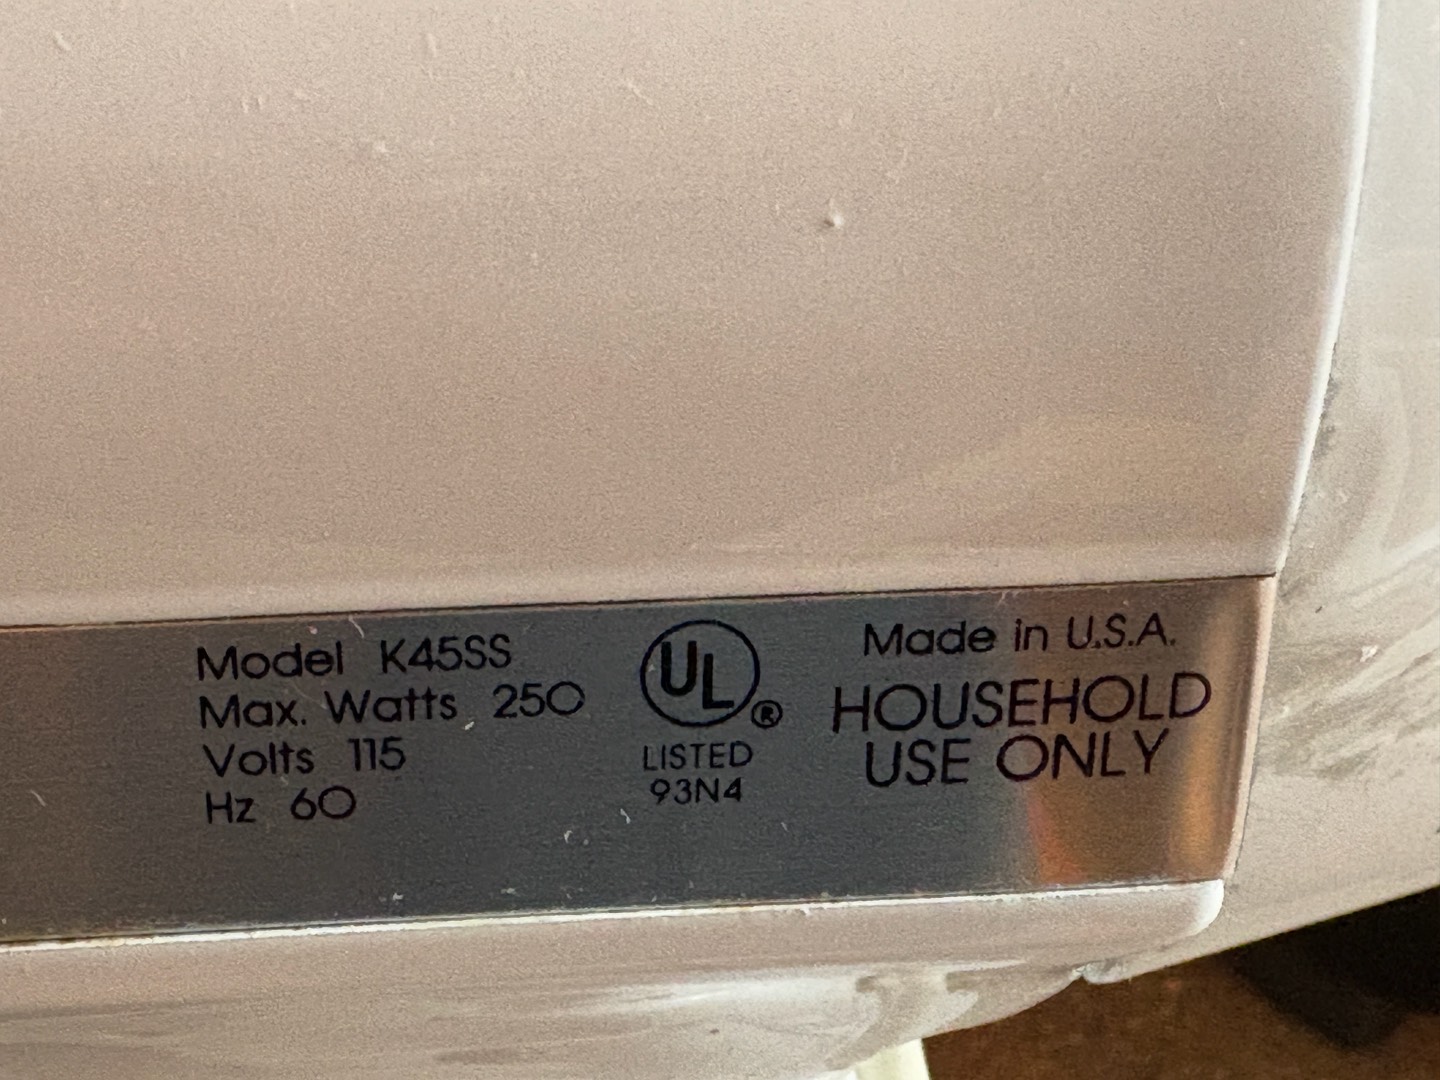 Model K45SS
Max. Watts 250
Volts 115
Hz 60
UL®
LISTED
93N4
Made in U.S.A.
HOUSEHOLD
USE ONLY